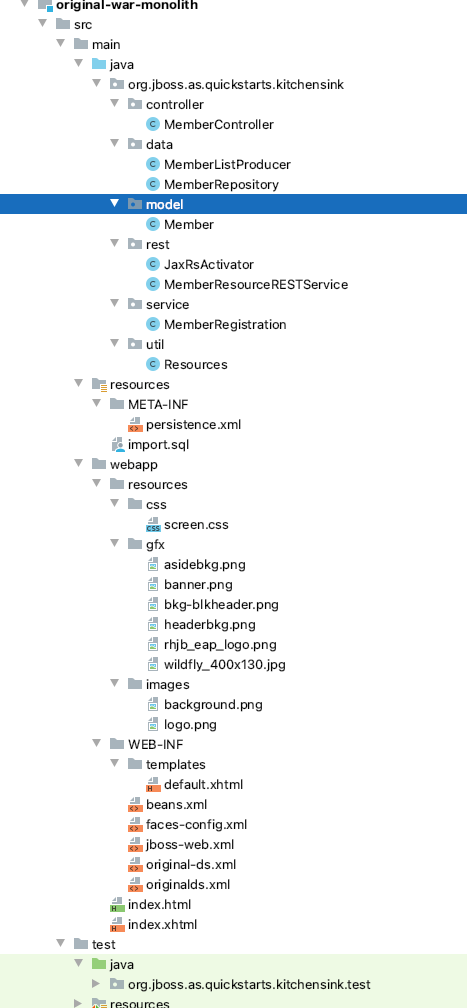 original-war-monolith
src
main
java
org.jboss.as.quickstarts.kitchensink
controller
MemberController
data
MemberListProducer
MemberRepository
model
Member
rest
JaxRsActivator
MemberResourceRESTService
service
MemberRegistration
util
Resources
resources
META-INF
persistence.xml
import.sql
webapp
resources
css
screen.css
gfx
asidebkg.png
banner.png
bkg-blkheader.png
headerbkg.png
rhjb_eap_logo.png
wildfly_400x130.jpg
images
background.png
logo.png
WEB-INF
templates
default.xhtml
beans.xml
faces-config.xml
jboss-web.xml
original-ds.xml
originalds.xml
index.html
index.xhtml
test
java
org.jboss.as.quickstarts.kitchensink.test
resources